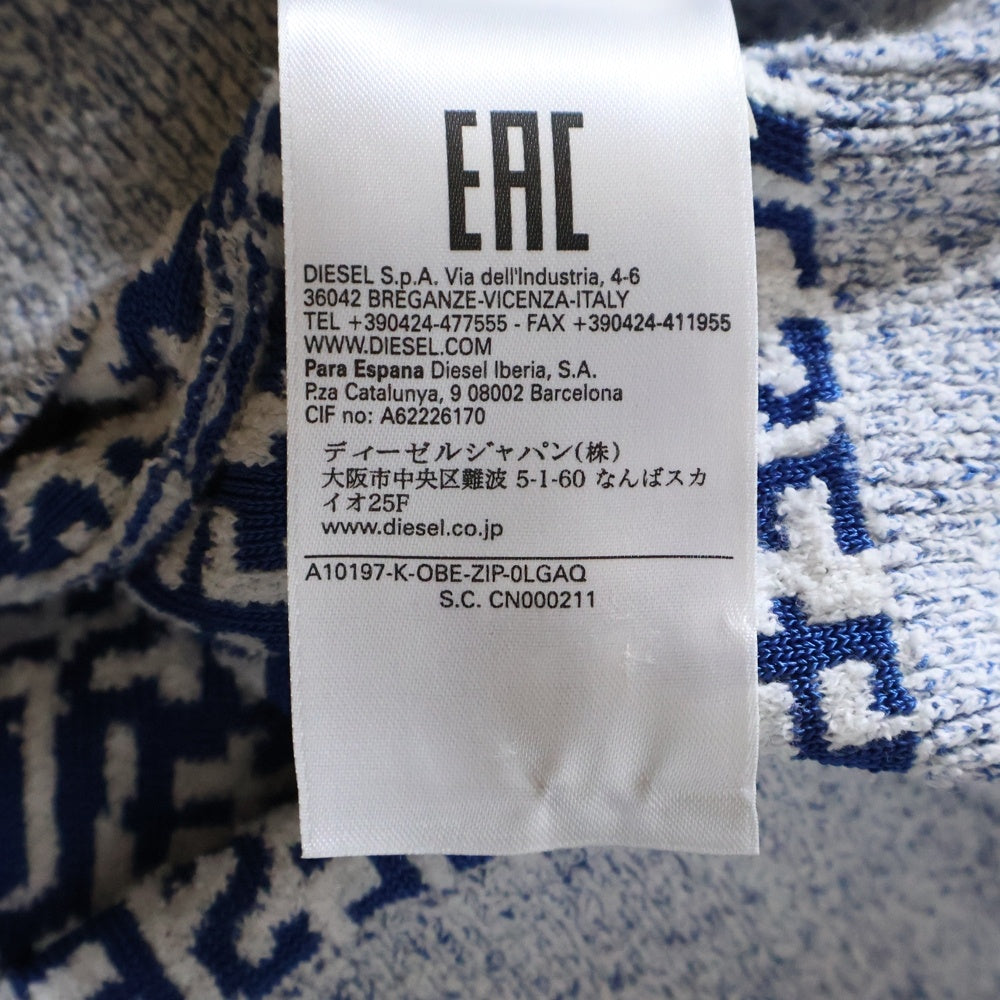 EAC
DIESEL S.p.A. Via dell'Industria, 4-6
36042 BREGANZE-VICENZA-ITALY
TEL +390424-477555 - FAX +390424-411955
WWW.DIESEL.COM
Para Espana Diesel Iberia, S.A.
P.za Catalunya, 9 08002 Barcelona
CIF no: A62226170
ディーゼルジャパン(株)
大阪市中央区難波 5-1-60 なんばスカ
イオ25F
www.diesel.co.jp
A10197-K-OBE-ZIP-0LGAQ
S.C. CN000211